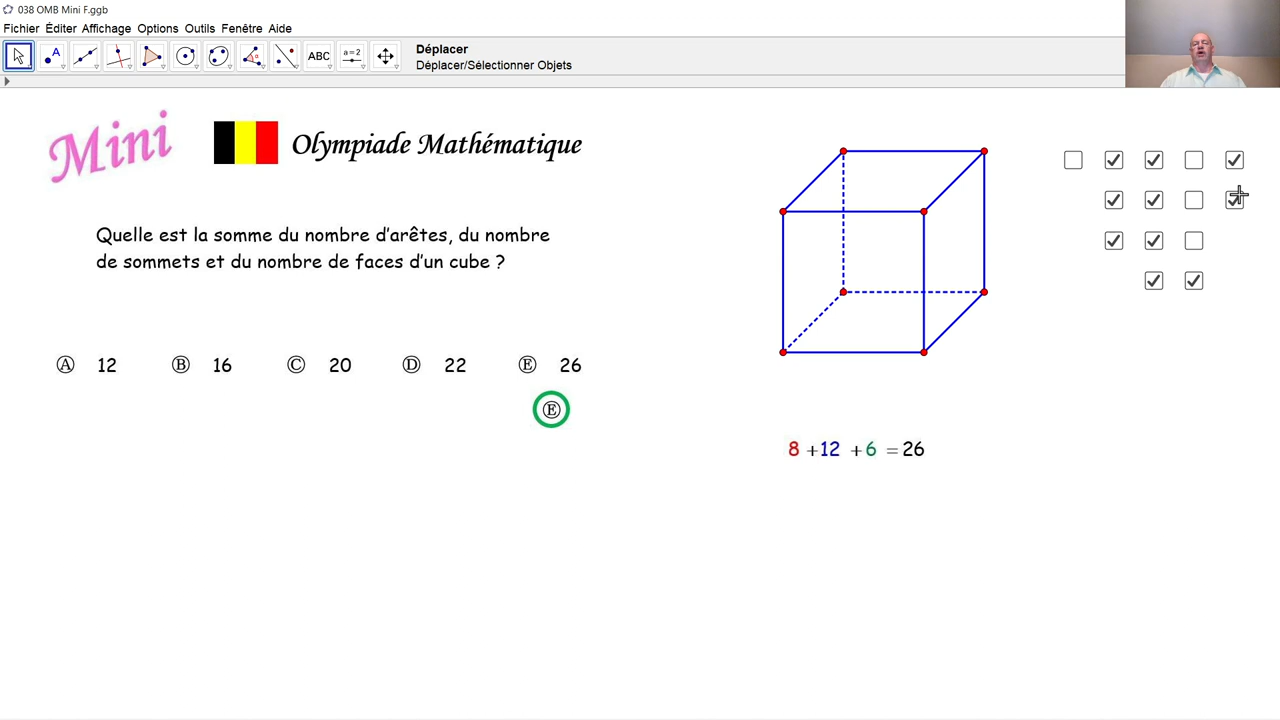 038 OMB Mini F.ggb
Fichier Éditer Affichage Options Outils Fenêtre Aide
A ABC a=2 Déplacer
Déplacer/Sélectionner Objets
Mini Olympiade Mathématique
Quelle est la somme du nombre d'arêtes, du nombre
de sommets et du nombre de faces d'un cube ?
Ⓐ 12 Ⓑ 16 Ⓒ 20 Ⓓ 22 Ⓔ 26
Ⓔ
8 +12 +6 = 26